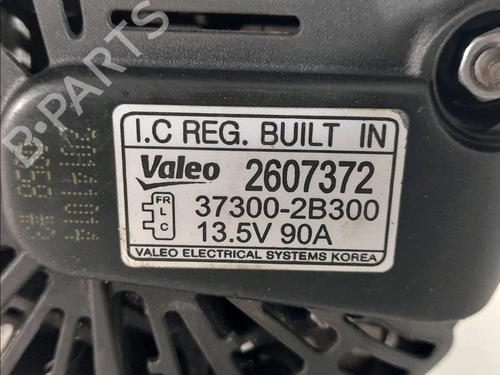 B-PARTS
I.C REG. BUILT IN
Valeo 2607372
FR
L
C
37300-2B300
13.5V 90A
VALEO ELECTRICAL SYSTEMS KOREA